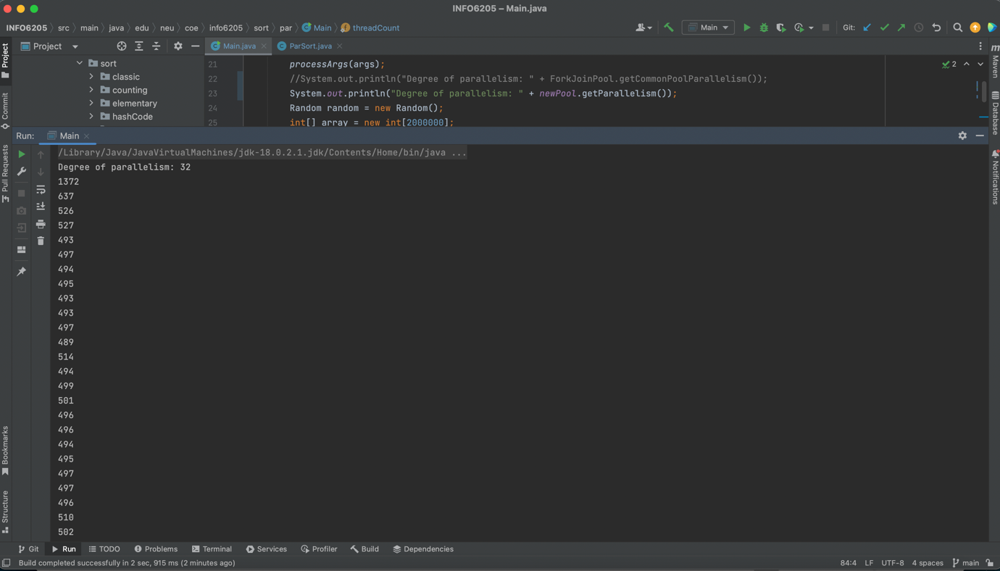 INFO6205 – Main.java
INFO6205 src main java edu neu coe info6205 sort par Main threadCount
Main Git:
Project Main.java ParSort.java
sort
classic
counting
elementary
hashCode
21 processArgs(args);
22 //System.out.println("Degree of parallelism: " + ForkJoinPool.getCommonPoolParallelism());
23 System.out.println("Degree of parallelism: " + newPool.getParallelism());
24 Random random = new Random();
25 int[] array = new int[2000000];
2
Run: Main
/Library/Java/JavaVirtualMachines/jdk-18.0.2.1.jdk/Contents/Home/bin/java ...
Degree of parallelism: 32
1372
637
526
527
493
497
494
495
493
493
497
489
514
494
499
501
496
496
494
495
497
497
496
510
502
Project
Commit
Pull Requests
Bookmarks
Structure
m
Maven
Database
Notifications
Git Run TODO Problems Terminal Services Profiler Build Dependencies
Build completed successfully in 2 sec, 915 ms (2 minutes ago) 84:4 LF UTF-8 4 spaces main